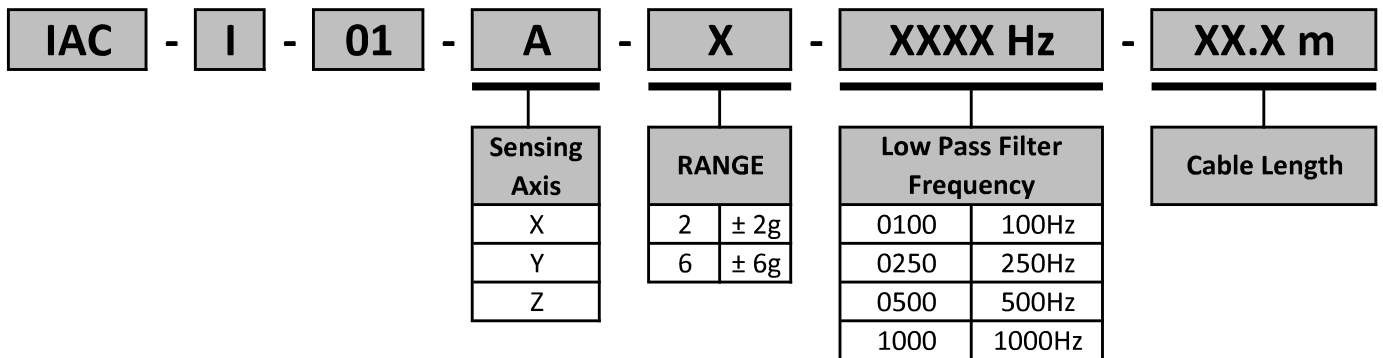 IAC - I - 01 - A - X - XXXX Hz - XX.X m
Sensing
Axis
X
Y
Z
RANGE
2 ± 2g
6 ± 6g
Low Pass Filter
Frequency
0100 100Hz
0250 250Hz
0500 500Hz
1000 1000Hz
Cable Length